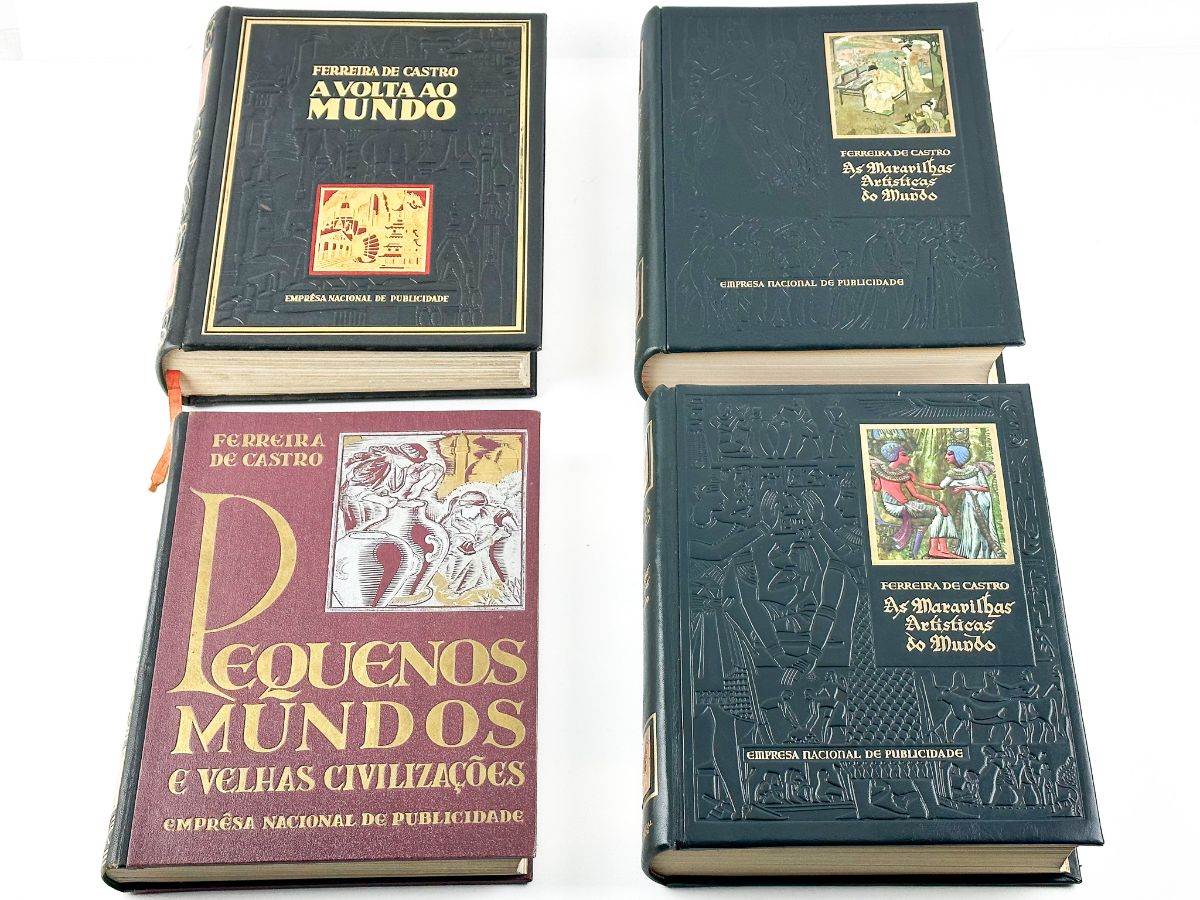 FERREIRA DE CASTRO
A VOLTA AO
MUNDO
EMPRÊSA NACIONAL DE PUBLICIDADE
FERREIRA DE CASTRO
As Maravilhas
Artisticas
do Mundo
EMPRESA NACIONAL DE PUBLICIDADE
FERREIRA
DE CASTRO
PEQUENOS
MUNDOS
E VELHAS CIVILIZAÇÕES
EMPRÊSA NACIONAL DE PUBLICIDADE
FERREIRA DE CASTRO
As Maravilhas
Artisticas
do Mundo
EMPRESA NACIONAL DE PUBLICIDADE